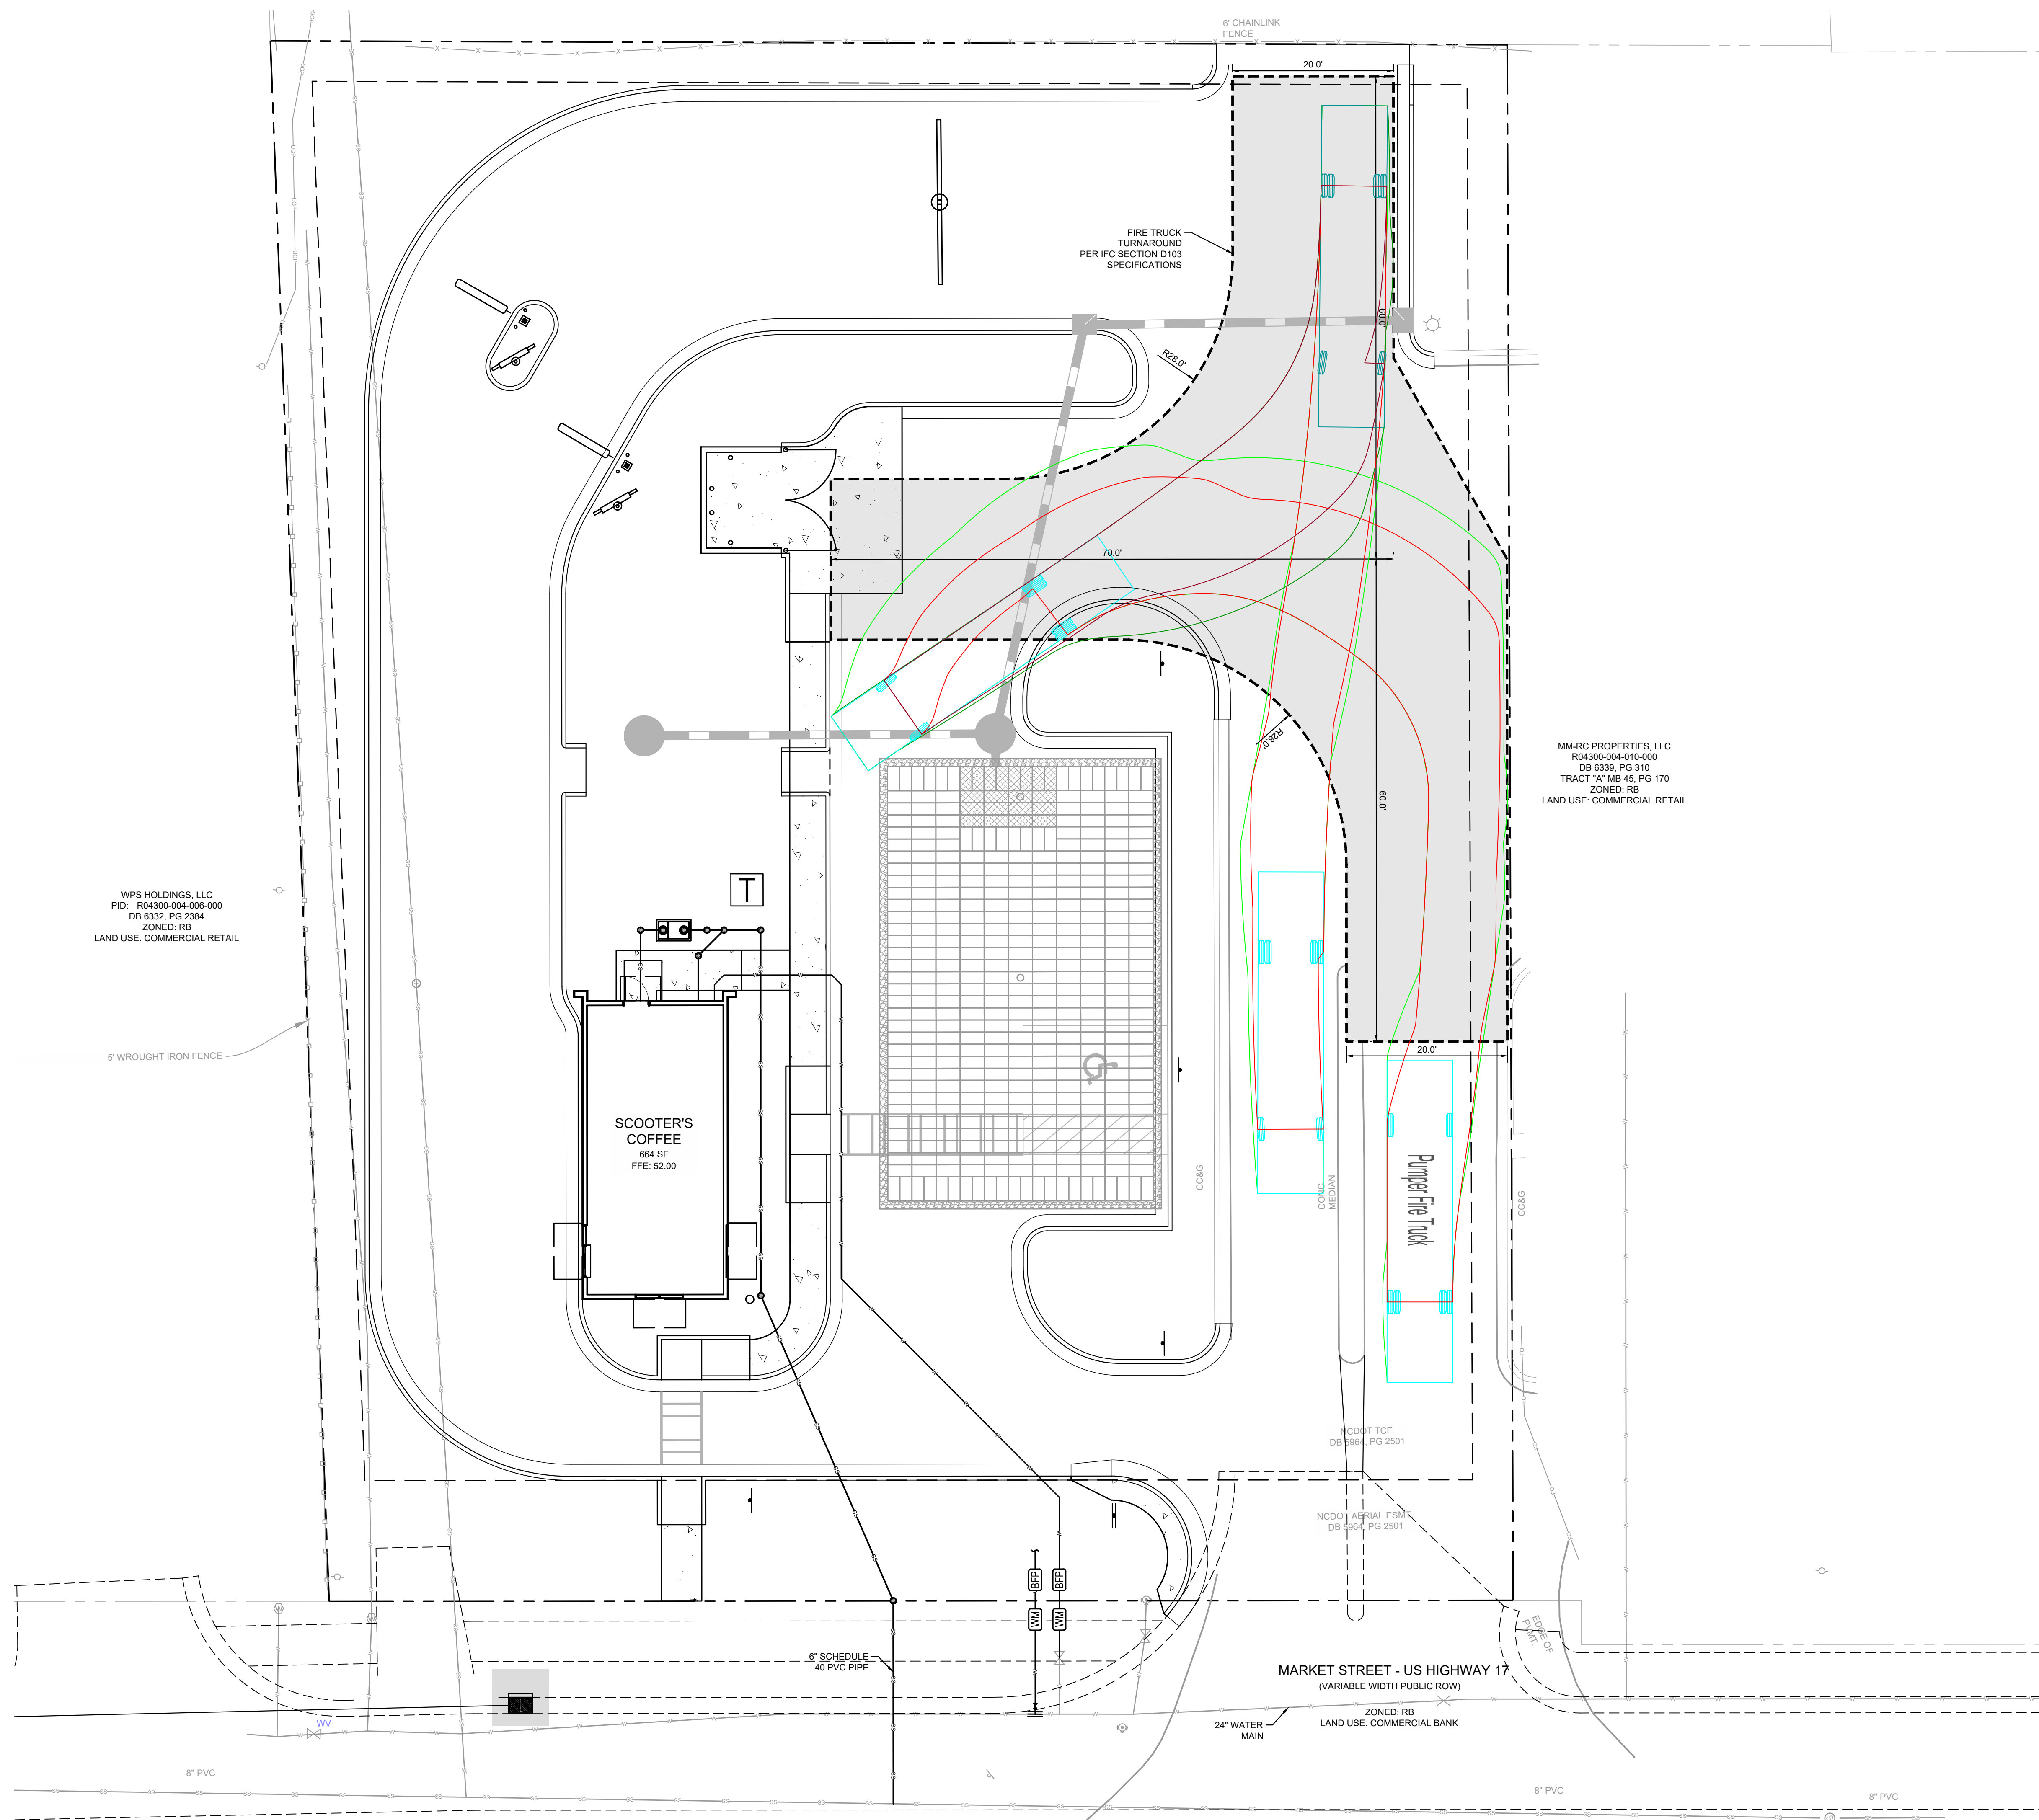 6' CHAINLINK
FENCE
20.0'
FIRE TRUCK
TURNAROUND
PER IFC SECTION D103
SPECIFICATIONS
60.0'
R28.0'
70.0'
R28.0'
60.0'
MM-RC PROPERTIES, LLC
R04300-004-010-000
DB 6339, PG 310
TRACT "A" MB 45, PG 170
ZONED: RB
LAND USE: COMMERCIAL RETAIL
WPS HOLDINGS, LLC
PID: R04300-004-006-000
DB 6332, PG 2384
ZONED: RB
LAND USE: COMMERCIAL RETAIL
T
5' WROUGHT IRON FENCE
20.0'
SCOOTER'S
COFFEE
664 SF
FFE: 52.00
CC&G
CONC
MEDIAN
Pumper Fire Truck
CC&G
NCDOT TCE
DB 5964, PG 2501
NCDOT AERIAL ESMT
DB 5964, PG 2501
BFP
BFP
WM
WM
EDGE OF
PVMT.
6" SCHEDULE
40 PVC PIPE
MARKET STREET - US HIGHWAY 17
(VARIABLE WIDTH PUBLIC ROW)
ZONED: RB
LAND USE: COMMERCIAL BANK
24" WATER
MAIN
WV
8" PVC
8" PVC
8" PVC